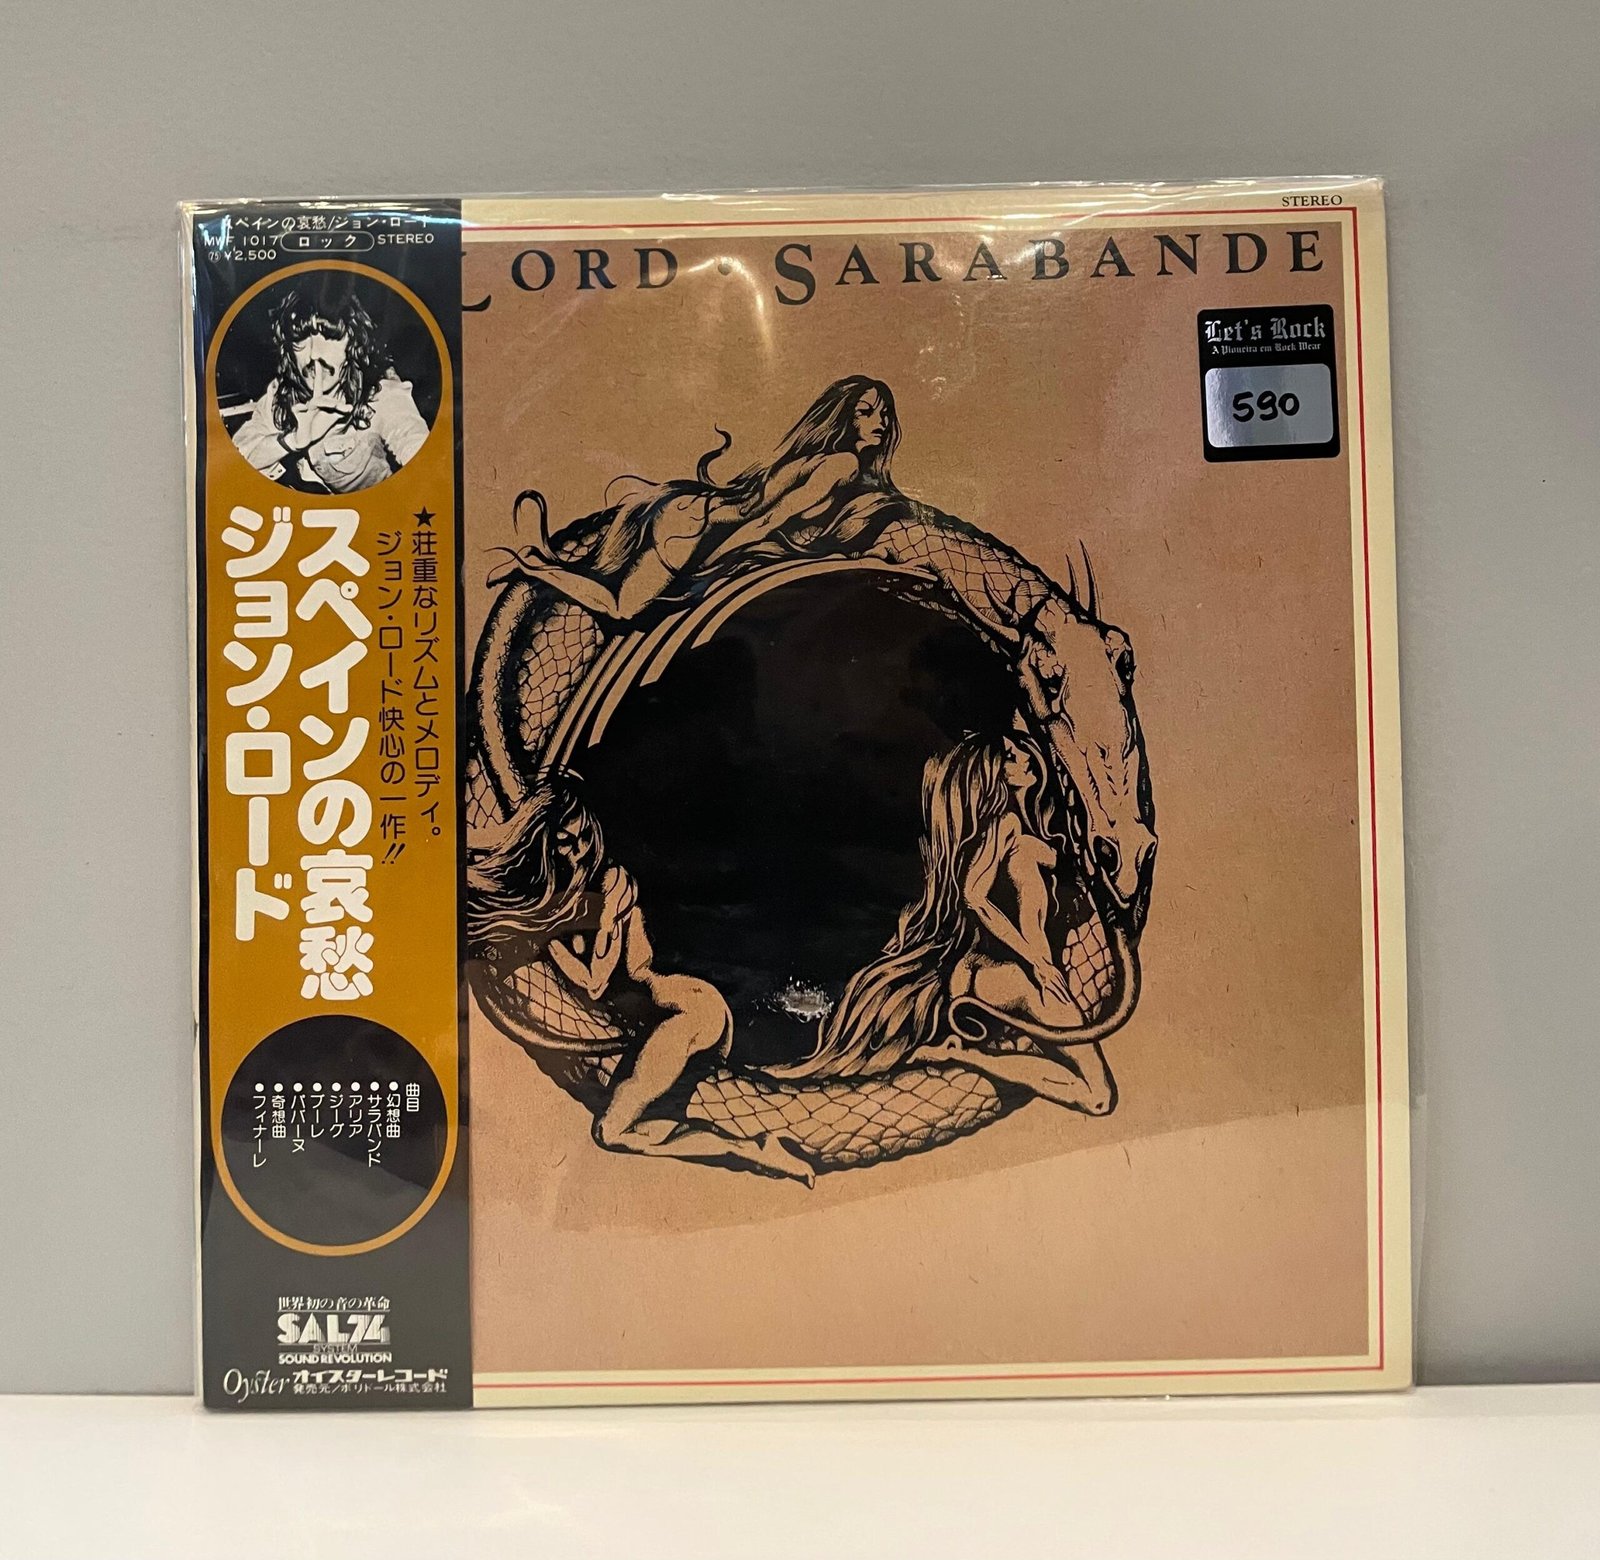 スペインの哀愁/ジョン・ロード
MWF 1017 ロック STEREO
㊄¥2,500
★荘重なリズムとメロディ。
ジョン・ロード快心の一作!!
スペインの哀愁
ジョン・ロード
曲目
●幻想曲
●サラバンド
●アリア
●ジーグ
●ブーレ
●パバーヌ
●奇想曲
●フィナーレ
世界初の音の革命
SAL74
SYSTEM
SOUND REVOLUTION
Oyster オイスターレコード
発売元/ポリドール株式会社
STEREO
LORD · SARABANDE
Let's Rock
A Pioneira em Rock Wear
590